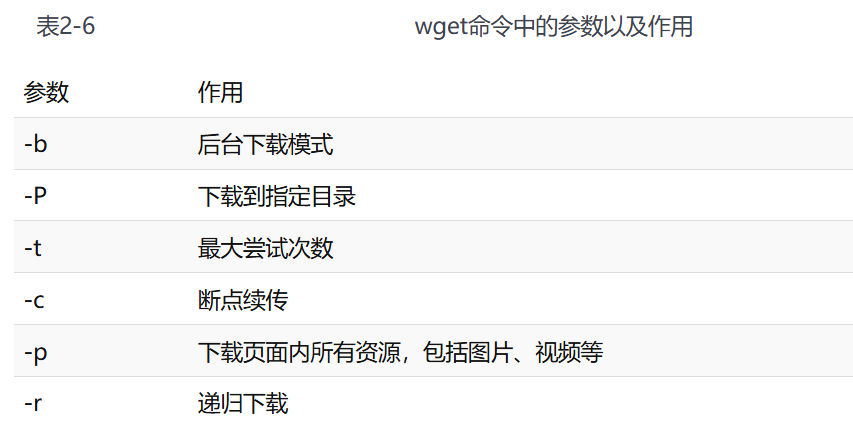 表2-6 wget命令中的参数以及作用
参数 作用
-b 后台下载模式
-P 下载到指定目录
-t 最大尝试次数
-c 断点续传
-p 下载页面内所有资源，包括图片、视频等
-r 递归下载